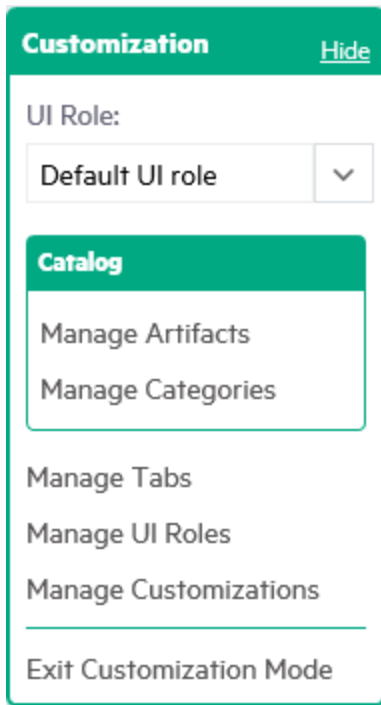 Customization
Hide
UI Role:
Default UI role
Catalog
Manage Artifacts
Manage Categories
Manage Tabs
Manage UI Roles
Manage Customizations
Exit Customization Mode